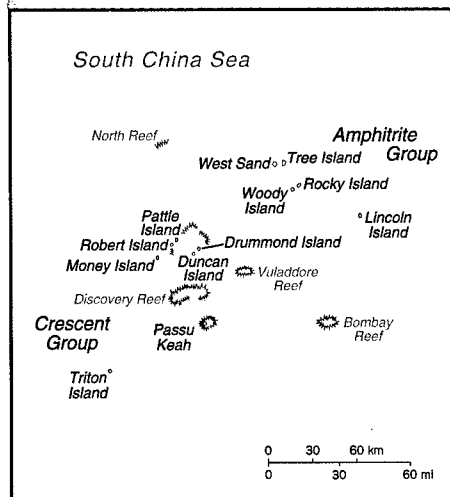 South China Sea
North Reef
Amphitrite
Group
West Sand
Tree Island
Woody
Island
Rocky Island
Lincoln
Island
Pattle
Island
Robert Island
Drummond Island
Money Island
Duncan
Island
Vuladdore
Reef
Discovery Reef
Crescent
Group
Passu
Keah
Bombay
Reef
Triton
Island
0 30 60 km
0 30 60 mi